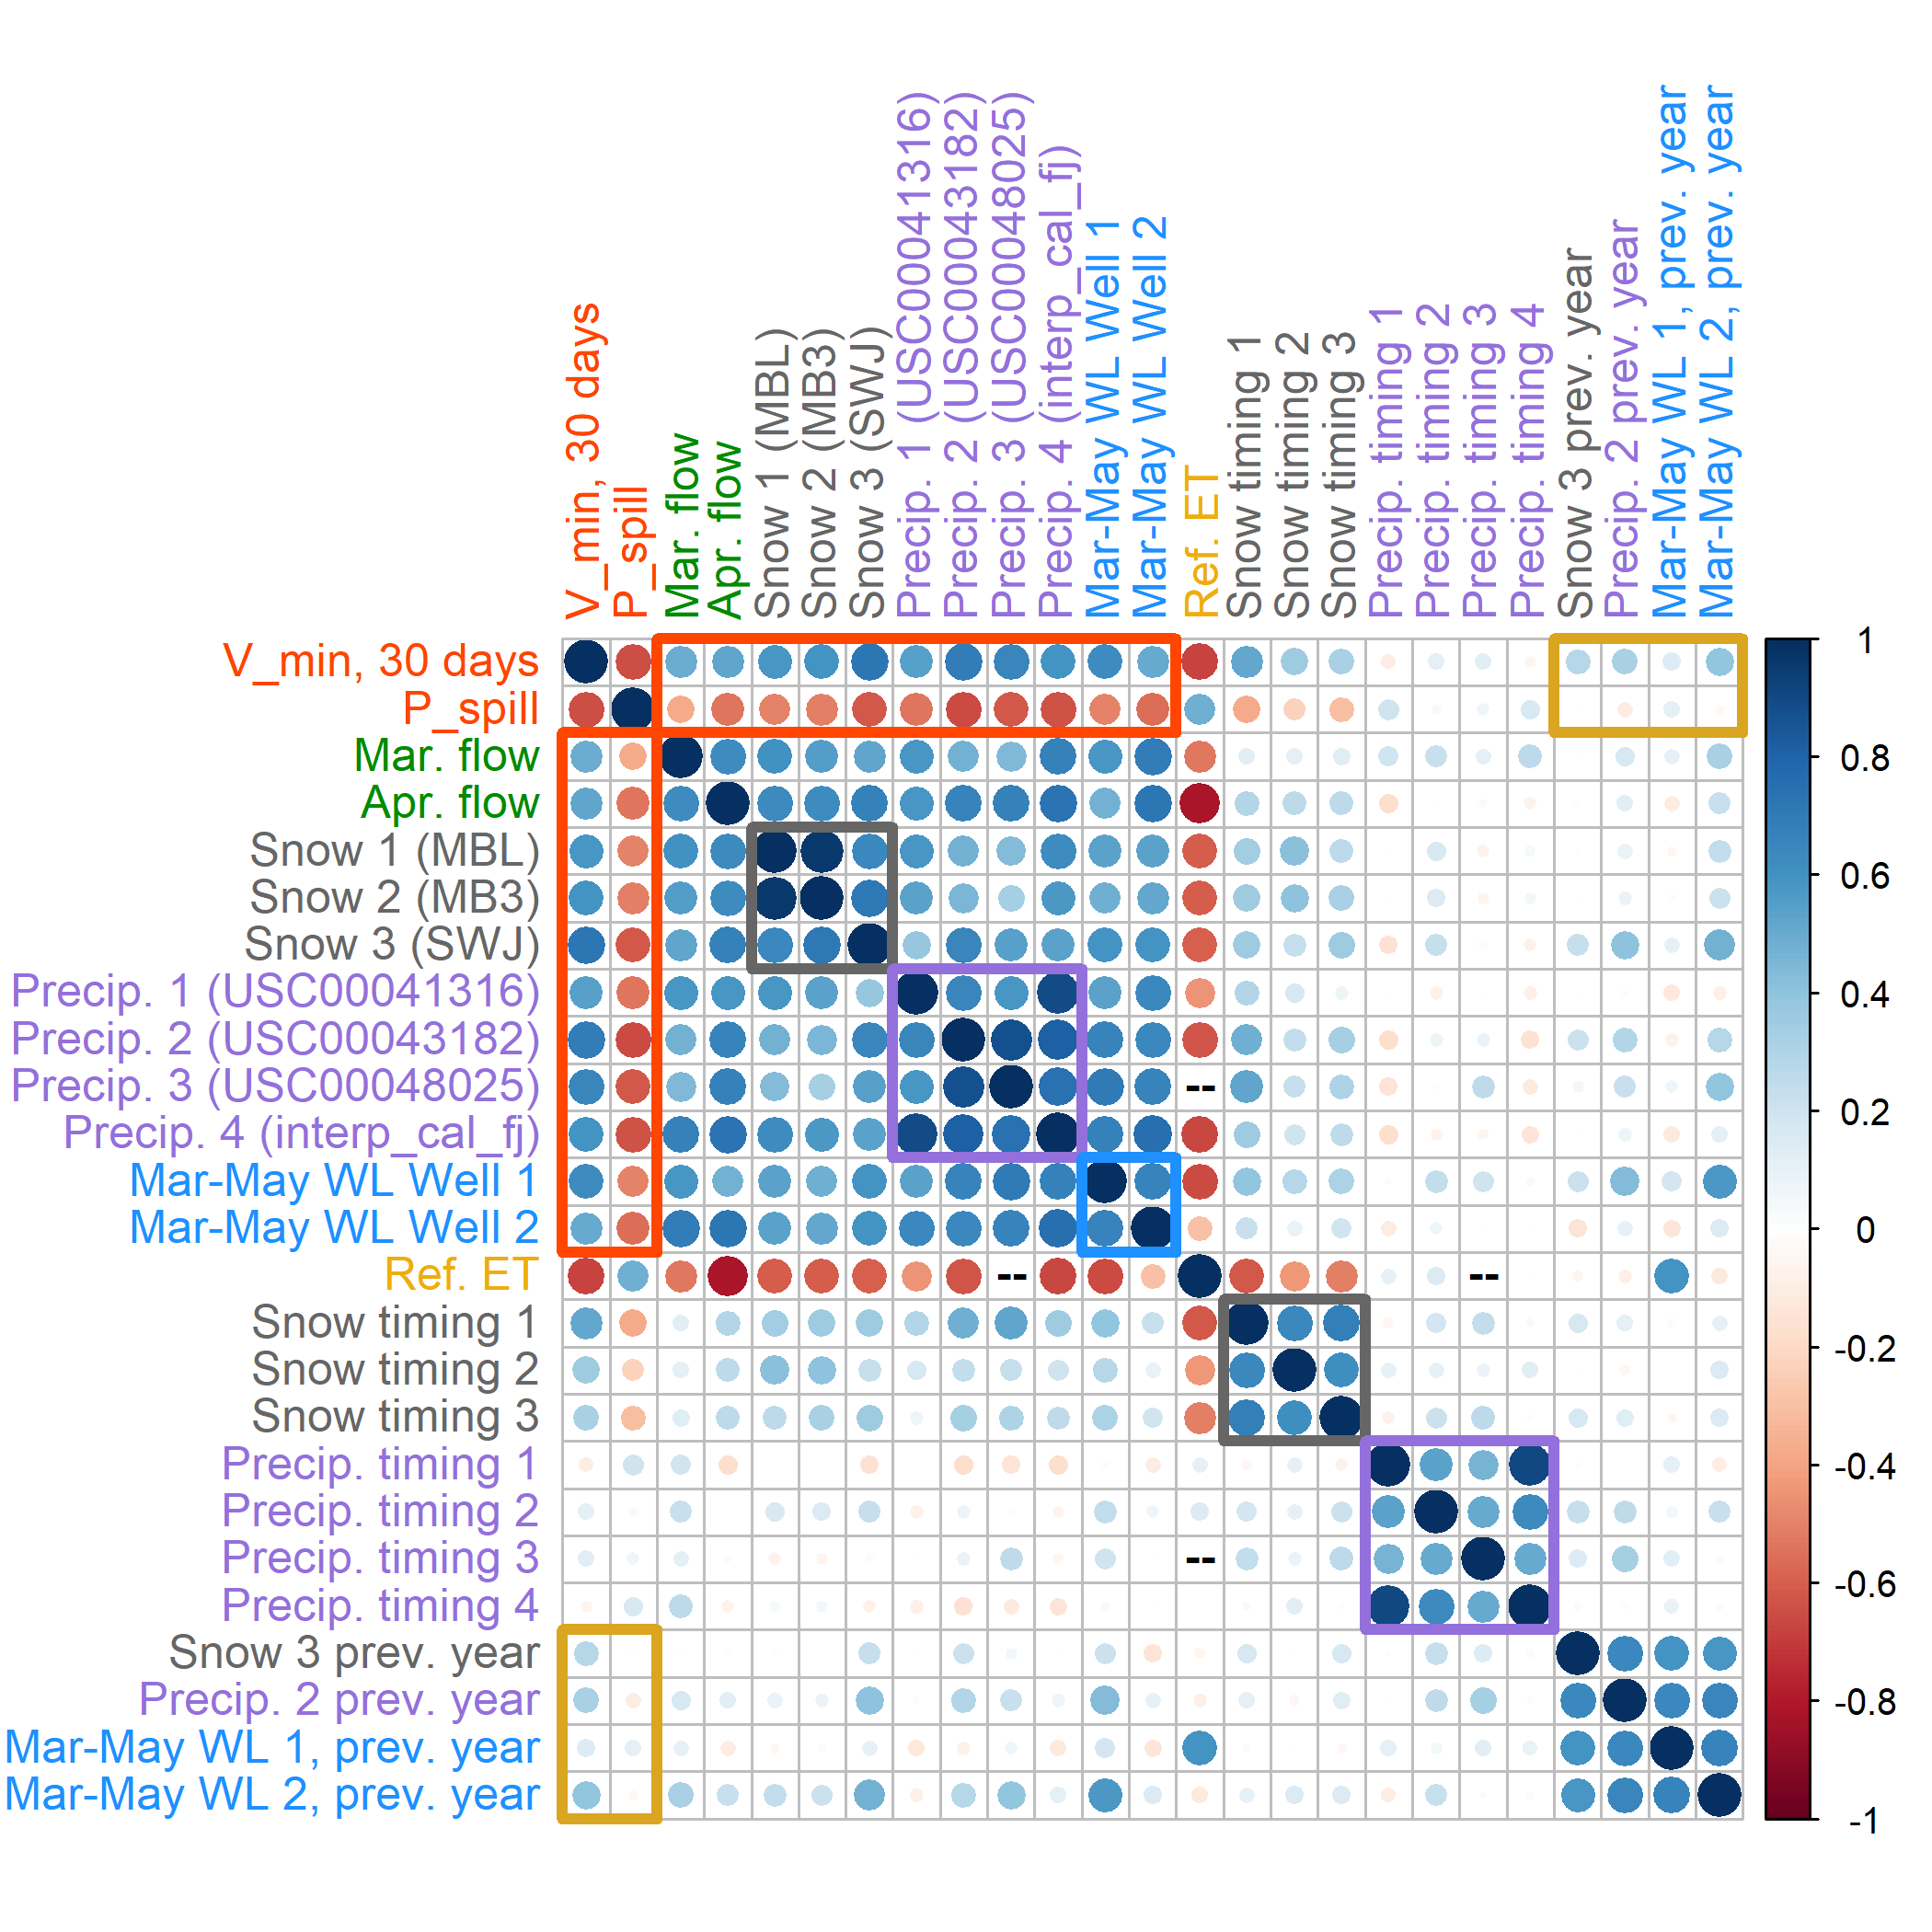 V_min, 30 days
P_spill
Mar. flow
Apr. flow
Snow 1 (MBL)
Snow 2 (MB3)
Snow 3 (SWJ)
Precip. 1 (USC00041316)
Precip. 2 (USC00043182)
Precip. 3 (USC00048025)
Precip. 4 (interp_cal_fj)
Mar-May WL Well 1
Mar-May WL Well 2
Ref. ET
Snow timing 1
Snow timing 2
Snow timing 3
Precip. timing 1
Precip. timing 2
Precip. timing 3
Precip. timing 4
Snow 3 prev. year
Precip. 2 prev. year
Mar-May WL 1, prev. year
Mar-May WL 2, prev. year
V_min, 30 days
P_spill
Mar. flow
Apr. flow
Snow 1 (MBL)
Snow 2 (MB3)
Snow 3 (SWJ)
Precip. 1 (USC00041316)
Precip. 2 (USC00043182)
Precip. 3 (USC00048025)
--
Precip. 4 (interp_cal_fj)
Mar-May WL Well 1
Mar-May WL Well 2
Ref. ET
--
--
Snow timing 1
Snow timing 2
Snow timing 3
Precip. timing 1
Precip. timing 2
Precip. timing 3
--
Precip. timing 4
Snow 3 prev. year
Precip. 2 prev. year
Mar-May WL 1, prev. year
Mar-May WL 2, prev. year
1
0.8
0.6
0.4
0.2
0
-0.2
-0.4
-0.6
-0.8
-1